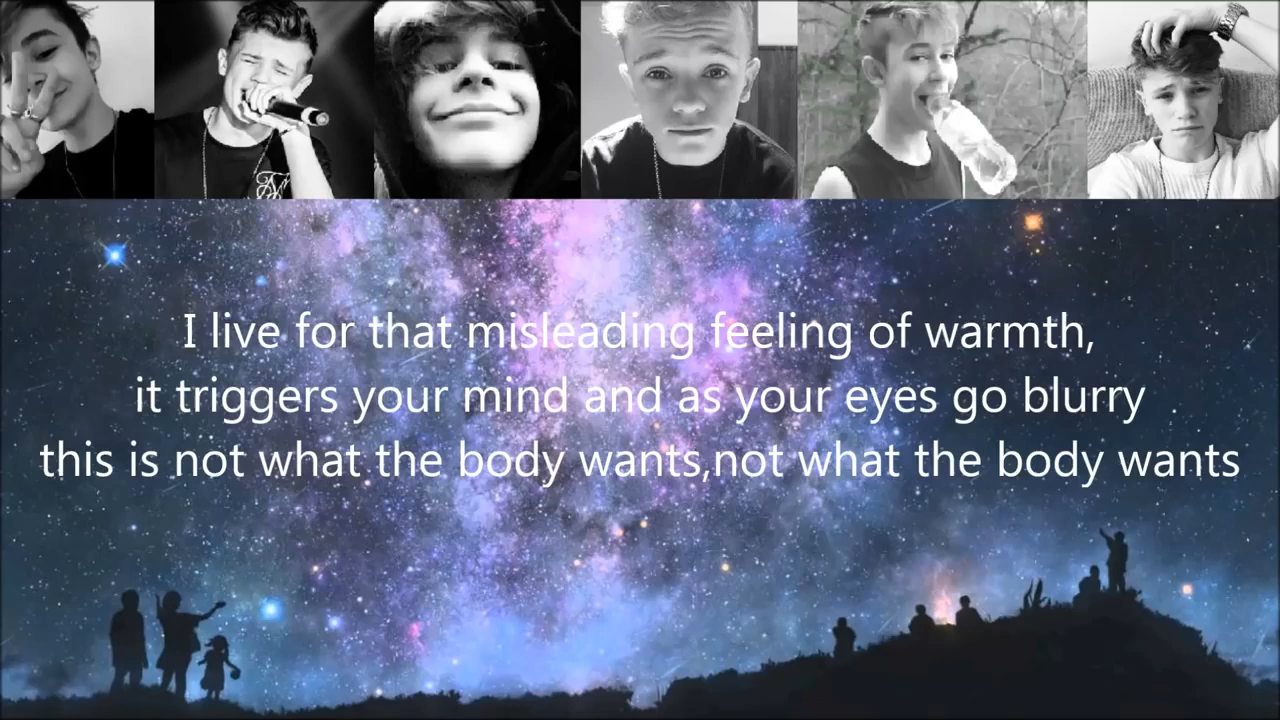 I live for that misleading feeling of warmth,
it triggers your mind and as your eyes go blurry
this is not what the body wants,not what the body wants